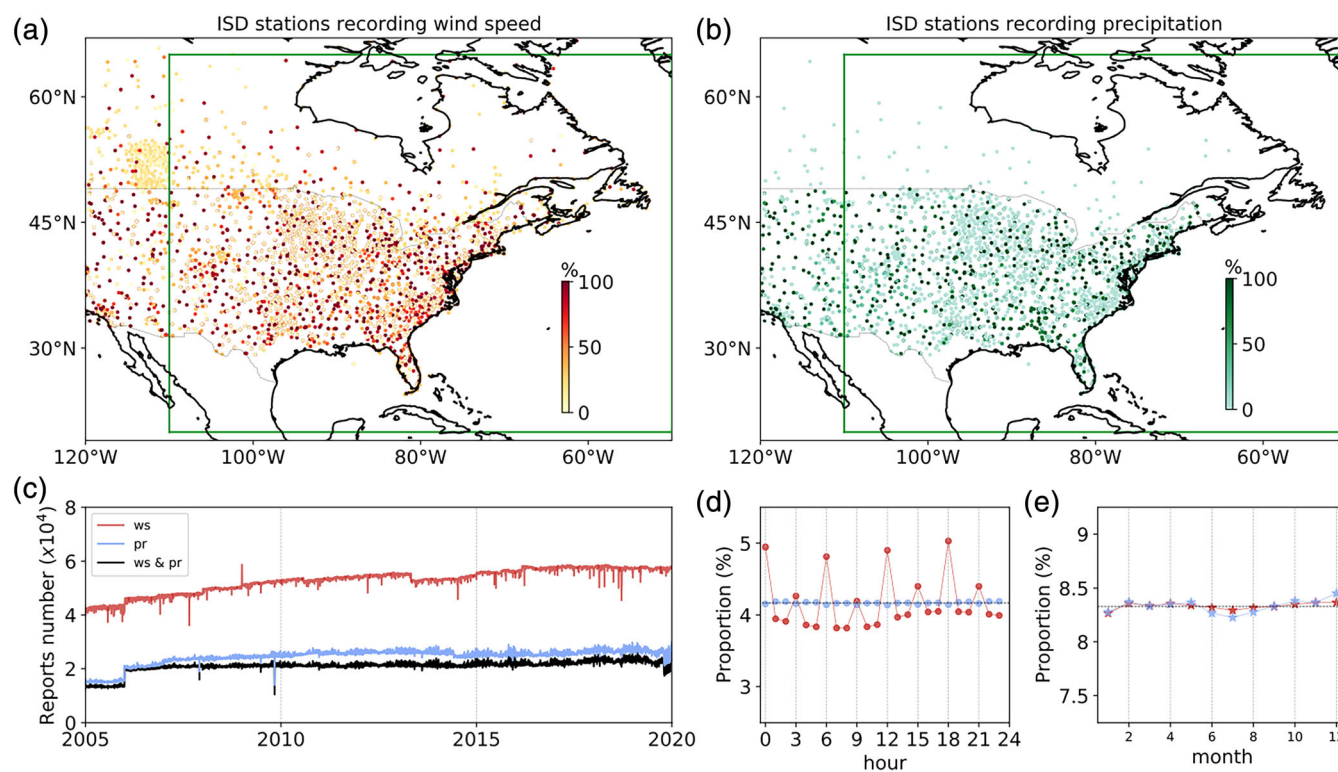 (a)
ISD stations recording wind speed
60°N
45°N
30°N
120°W
100°W
80°W
60°W
%
100
50
0
(b)
ISD stations recording precipitation
60°N
45°N
30°N
120°W
100°W
80°W
60°W
%
100
50
0
(c)
Reports number (x10⁴)
8
6
4
2
0
ws
pr
ws & pr
2005
2010
2015
2020
(d)
Proportion (%)
5
4
3
0 3 6 9 12 15 18 21 24
hour
(e)
Proportion (%)
9
8.5
8
7.5
2 4 6 8 10 12
month